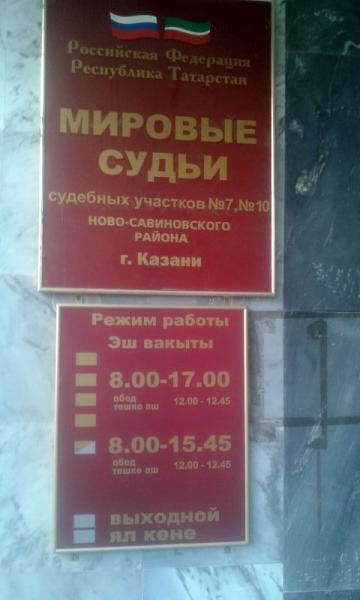 Российская Федерация
Республика Татарстан
МИРОВЫЕ
СУДЬИ
судебных участков №7,№10
НОВО-САВИНОВСКОГО
РАЙОНА
г. Казани
Режим работы
Эш вакыты
8.00-17.00
обед
төшке аш 12.00 - 12.45
8.00-15.45
обед
төшке аш 12.00 - 12.45
ВЫХОДНОЙ
ял көне